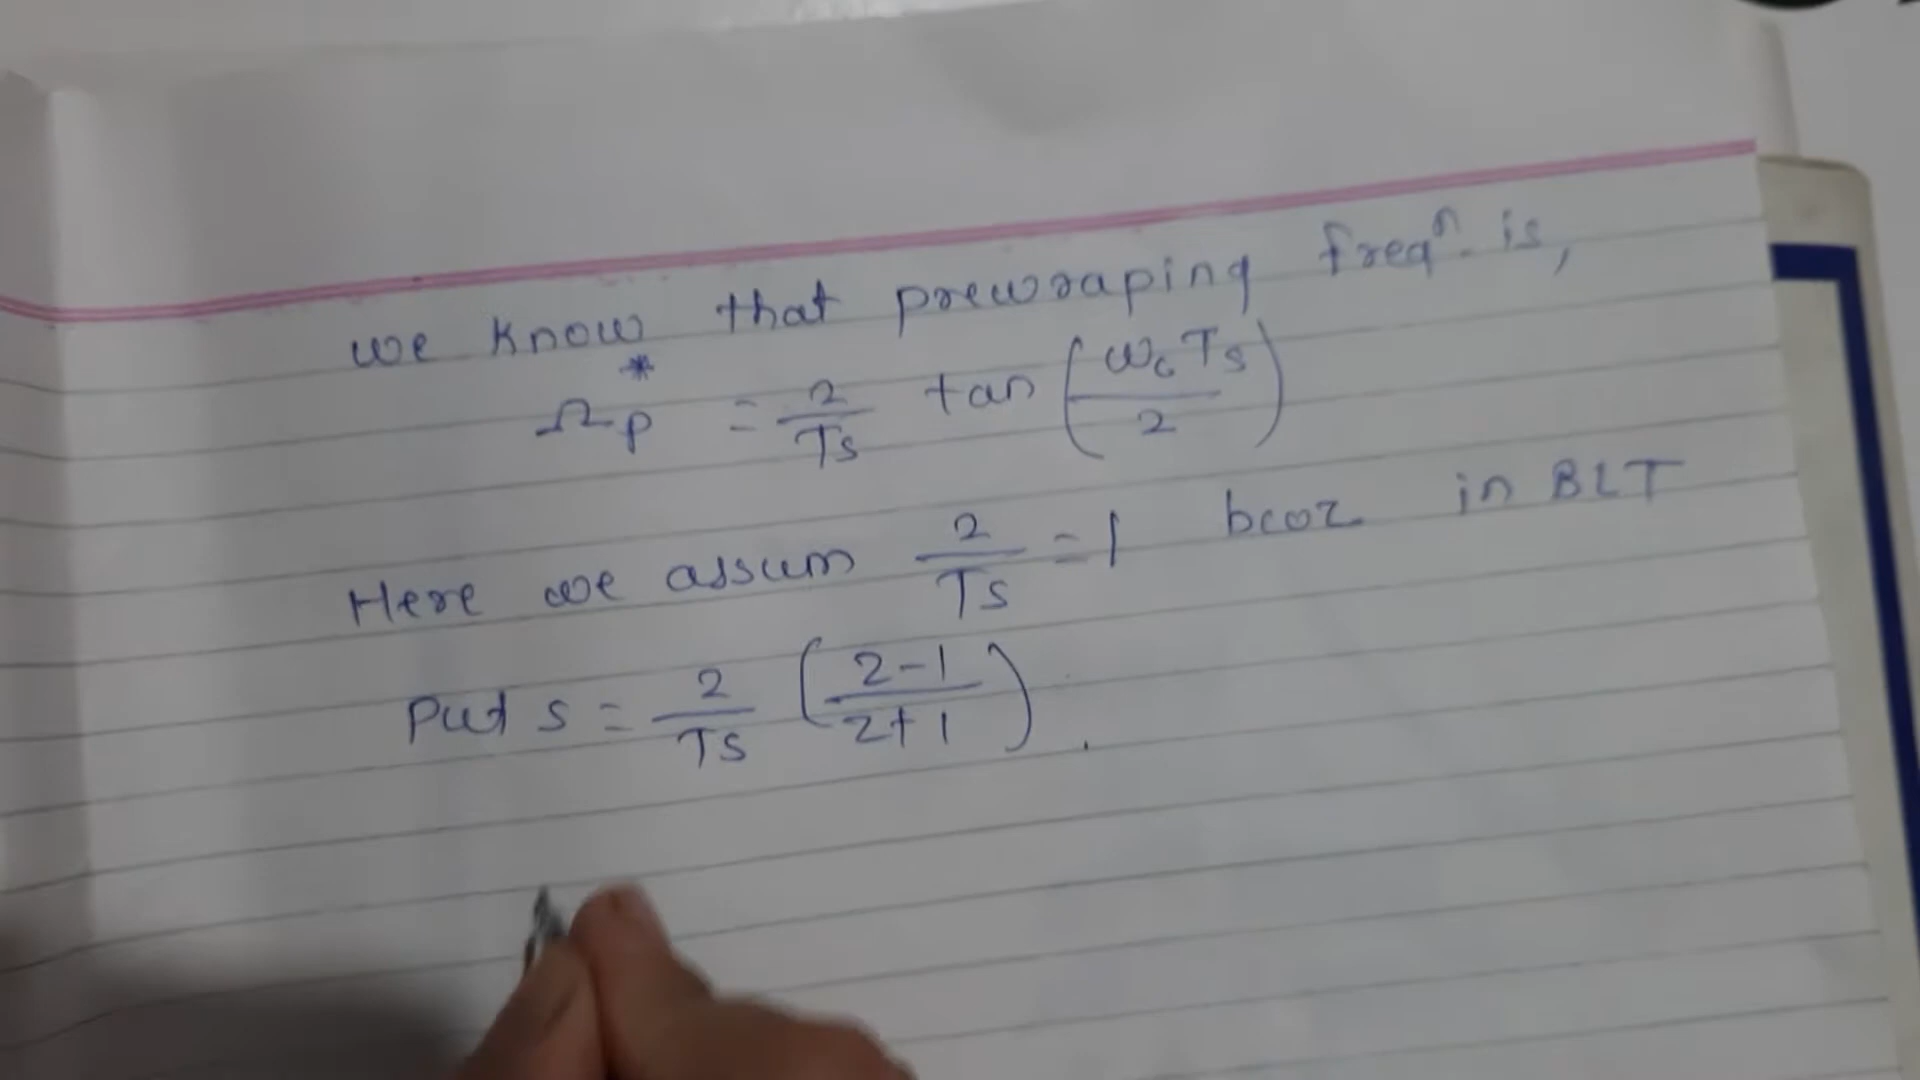 we know that prewraping freqⁿ. is,
Ωp* = 2/Ts tan (ωc Ts / 2)
Here we assum 2/Ts = 1 bcoz in BLT
Put s = 2/Ts (z-1 / z+1).